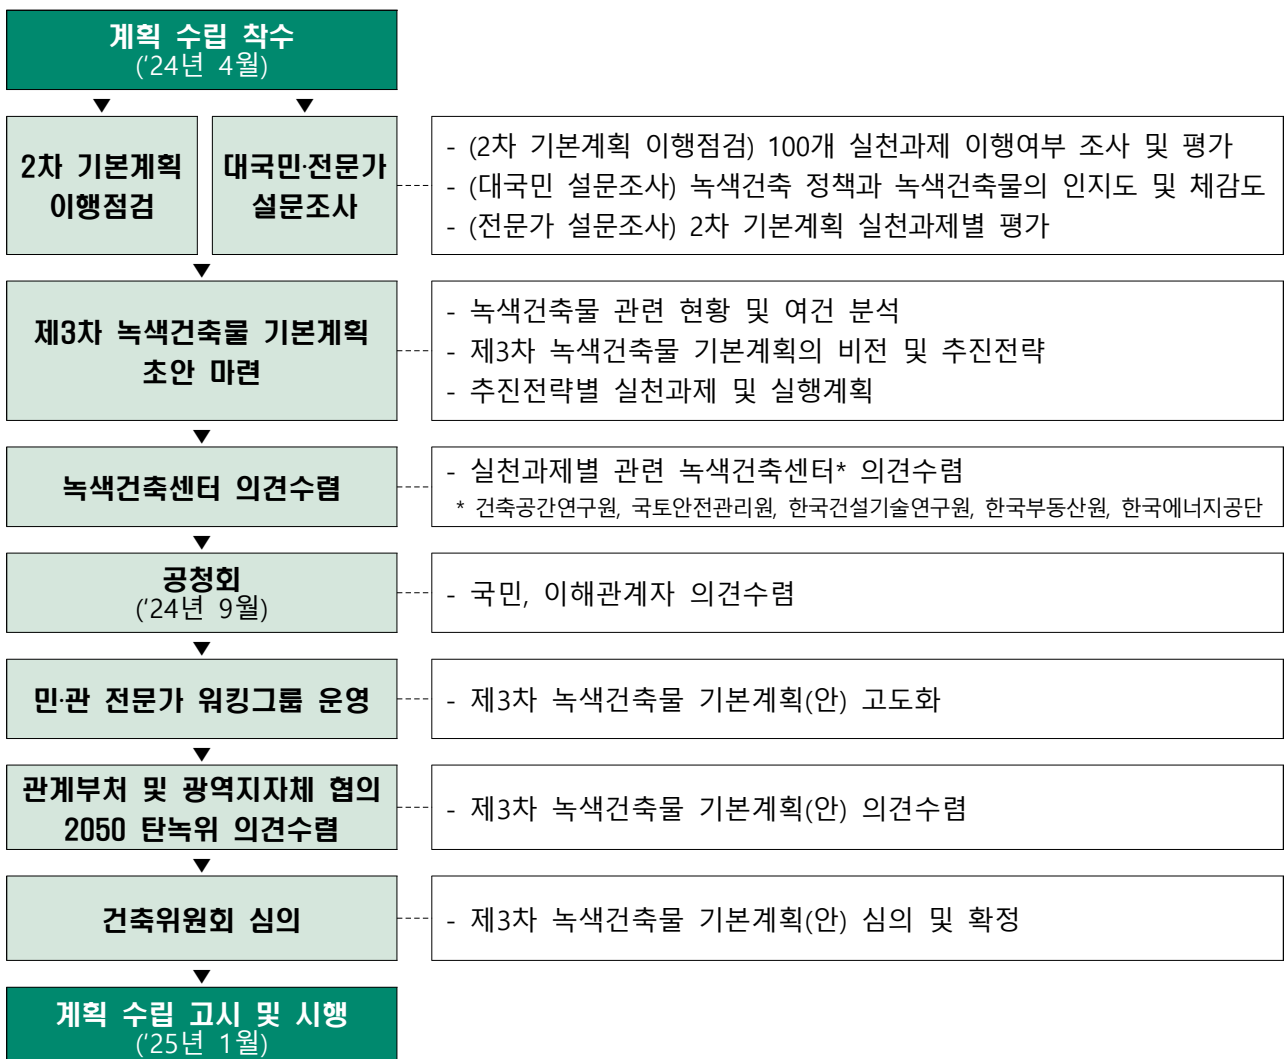 계획 수립 착수
('24년 4월)
▼ ▼
2차 기본계획
이행점검
대국민·전문가
설문조사
- (2차 기본계획 이행점검) 100개 실천과제 이행여부 조사 및 평가
- (대국민 설문조사) 녹색건축 정책과 녹색건축물의 인지도 및 체감도
- (전문가 설문조사) 2차 기본계획 실천과제별 평가
▼
제3차 녹색건축물 기본계획
초안 마련
- 녹색건축물 관련 현황 및 여건 분석
- 제3차 녹색건축물 기본계획의 비전 및 추진전략
- 추진전략별 실천과제 및 실행계획
▼
녹색건축센터 의견수렴
- 실천과제별 관련 녹색건축센터* 의견수렴
* 건축공간연구원, 국토안전관리원, 한국건설기술연구원, 한국부동산원, 한국에너지공단
▼
공청회
('24년 9월)
- 국민, 이해관계자 의견수렴
▼
민·관 전문가 워킹그룹 운영
- 제3차 녹색건축물 기본계획(안) 고도화
▼
관계부처 및 광역지자체 협의
2050 탄녹위 의견수렴
- 제3차 녹색건축물 기본계획(안) 의견수렴
▼
건축위원회 심의
- 제3차 녹색건축물 기본계획(안) 심의 및 확정
▼
계획 수립 고시 및 시행
('25년 1월)